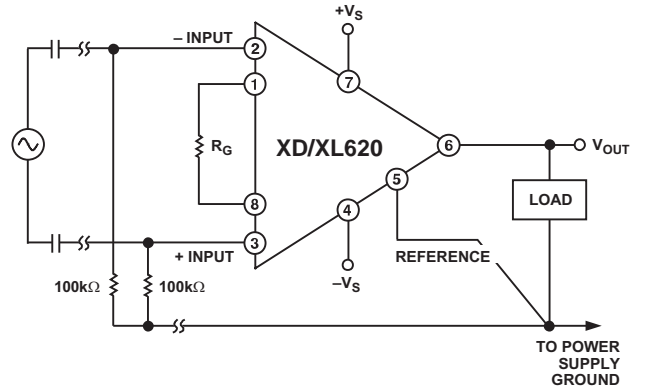 +VS
– INPUT
2
1
7
RG
XD/XL620
6
VOUT
5
8
4
LOAD
3
+ INPUT
REFERENCE
100kΩ
100kΩ
–VS
TO POWER
SUPPLY
GROUND